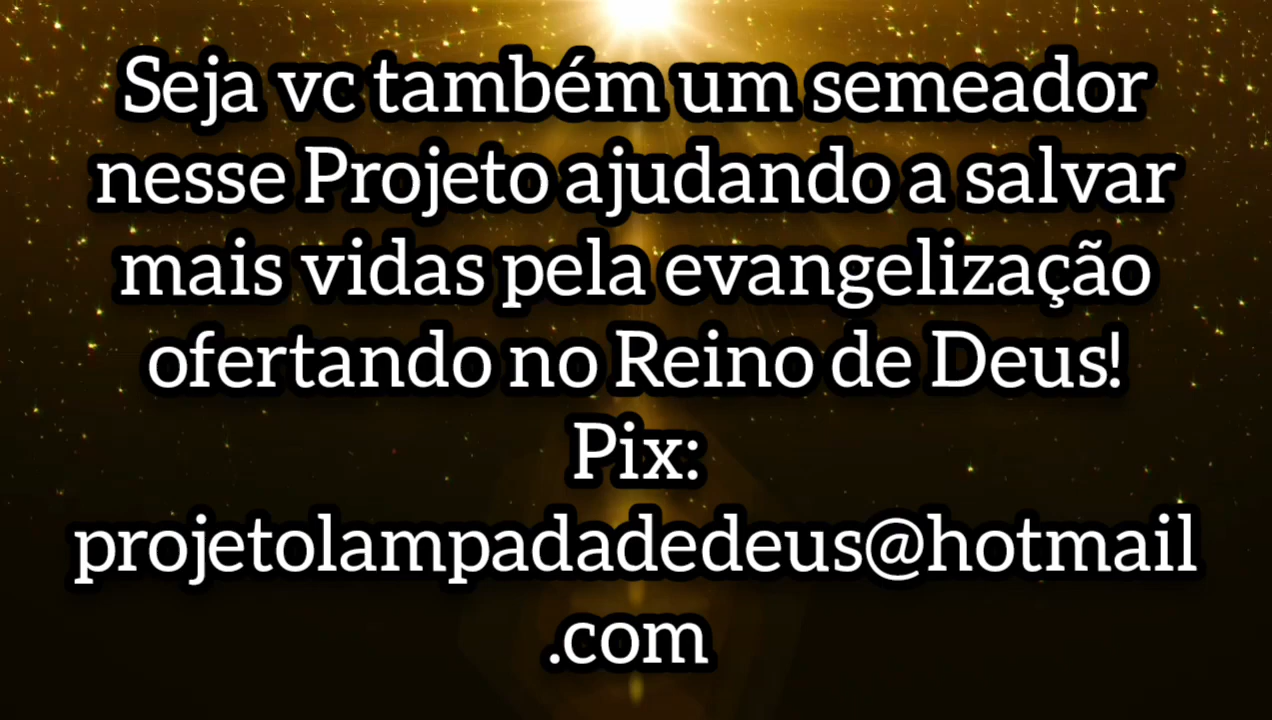 Seja vc também um semeador
nesse Projeto ajudando a salvar
mais vidas pela evangelização
ofertando no Reino de Deus!
Pix:
projetolampadadedeus@hotmail
.com